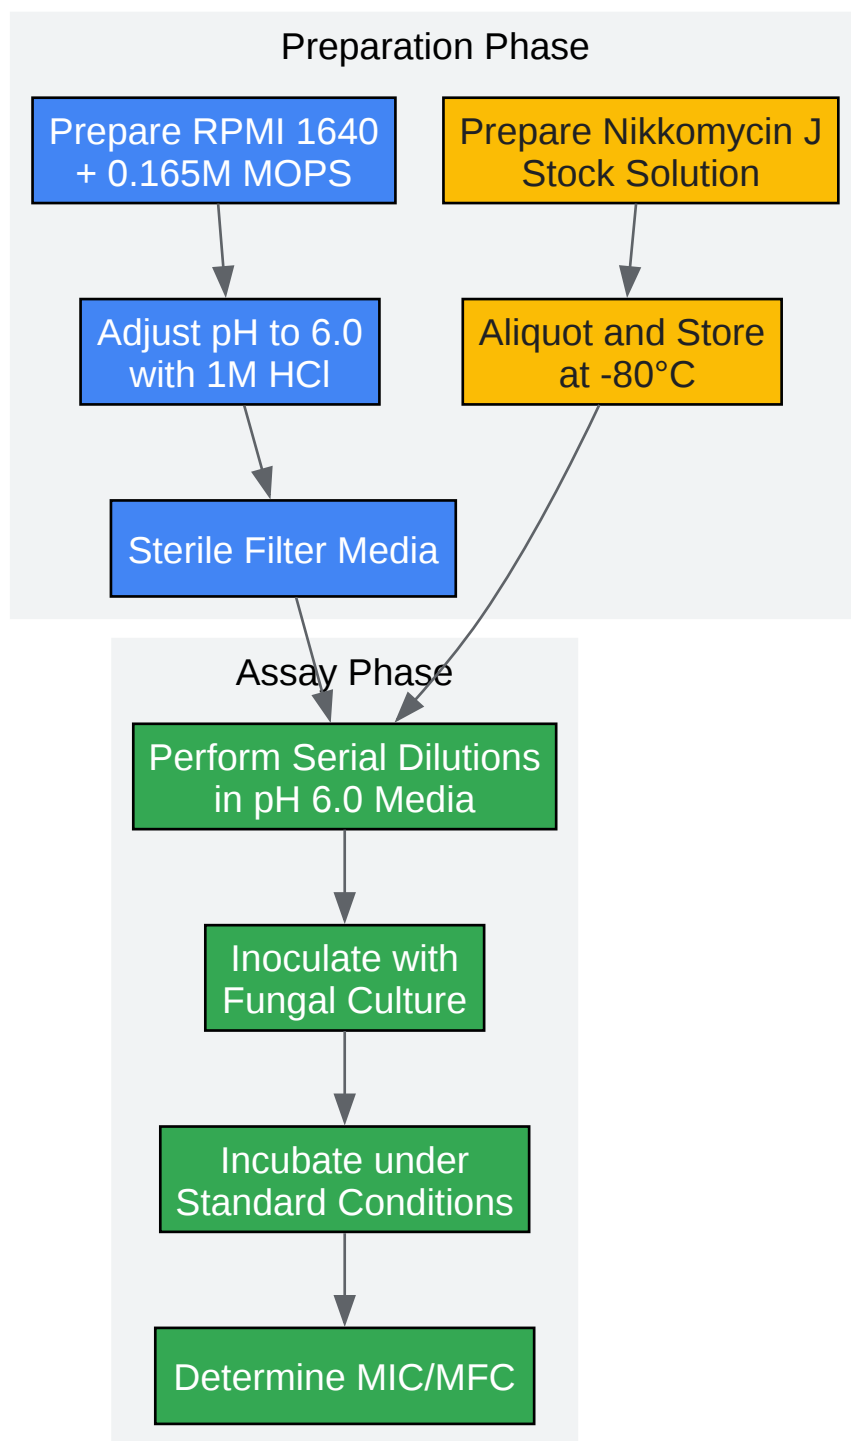 Preparation Phase
Prepare RPMI 1640
+ 0.165M MOPS
Prepare Nikkomycin J
Stock Solution
Adjust pH to 6.0
with 1M HCl
Aliquot and Store
at -80°C
Sterile Filter Media
Assay Phase
Perform Serial Dilutions
in pH 6.0 Media
Inoculate with
Fungal Culture
Incubate under
Standard Conditions
Determine MIC/MFC